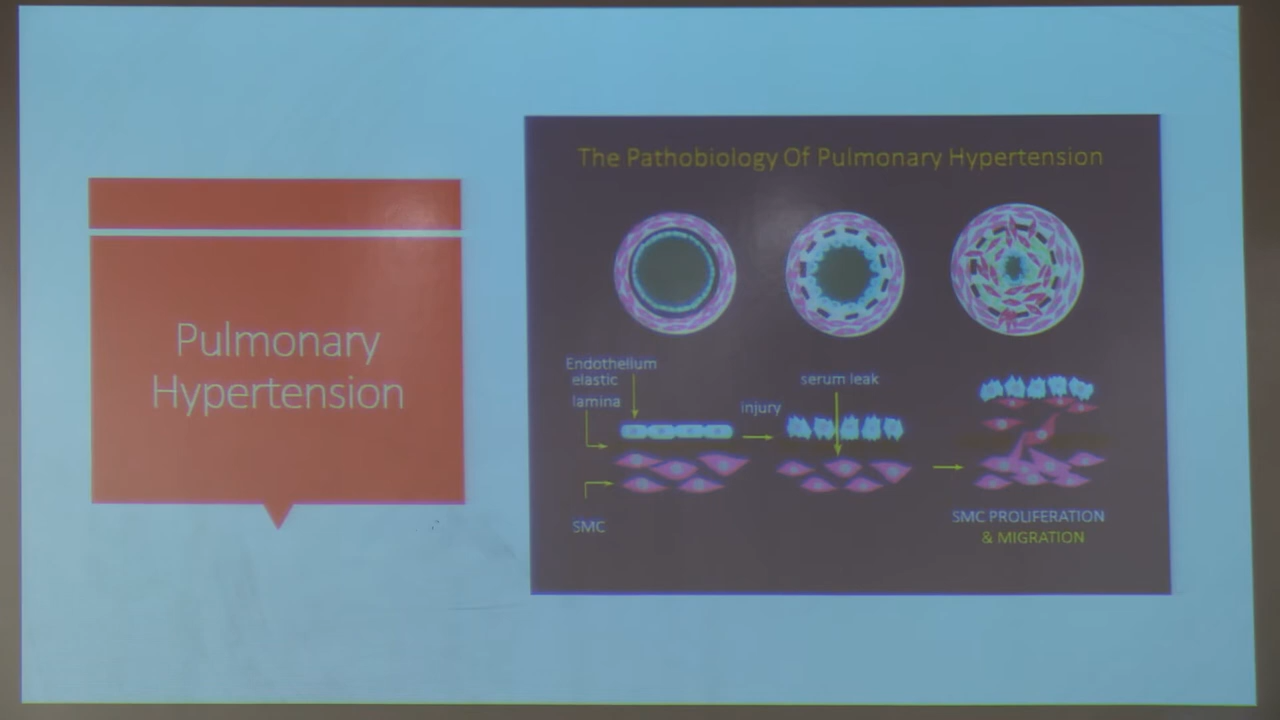 Pulmonary
Hypertension
The Pathobiology Of Pulmonary Hypertension
Endothelium
elastic
lamina
injury
serum leak
SMC
SMC PROLIFERATION
& MIGRATION